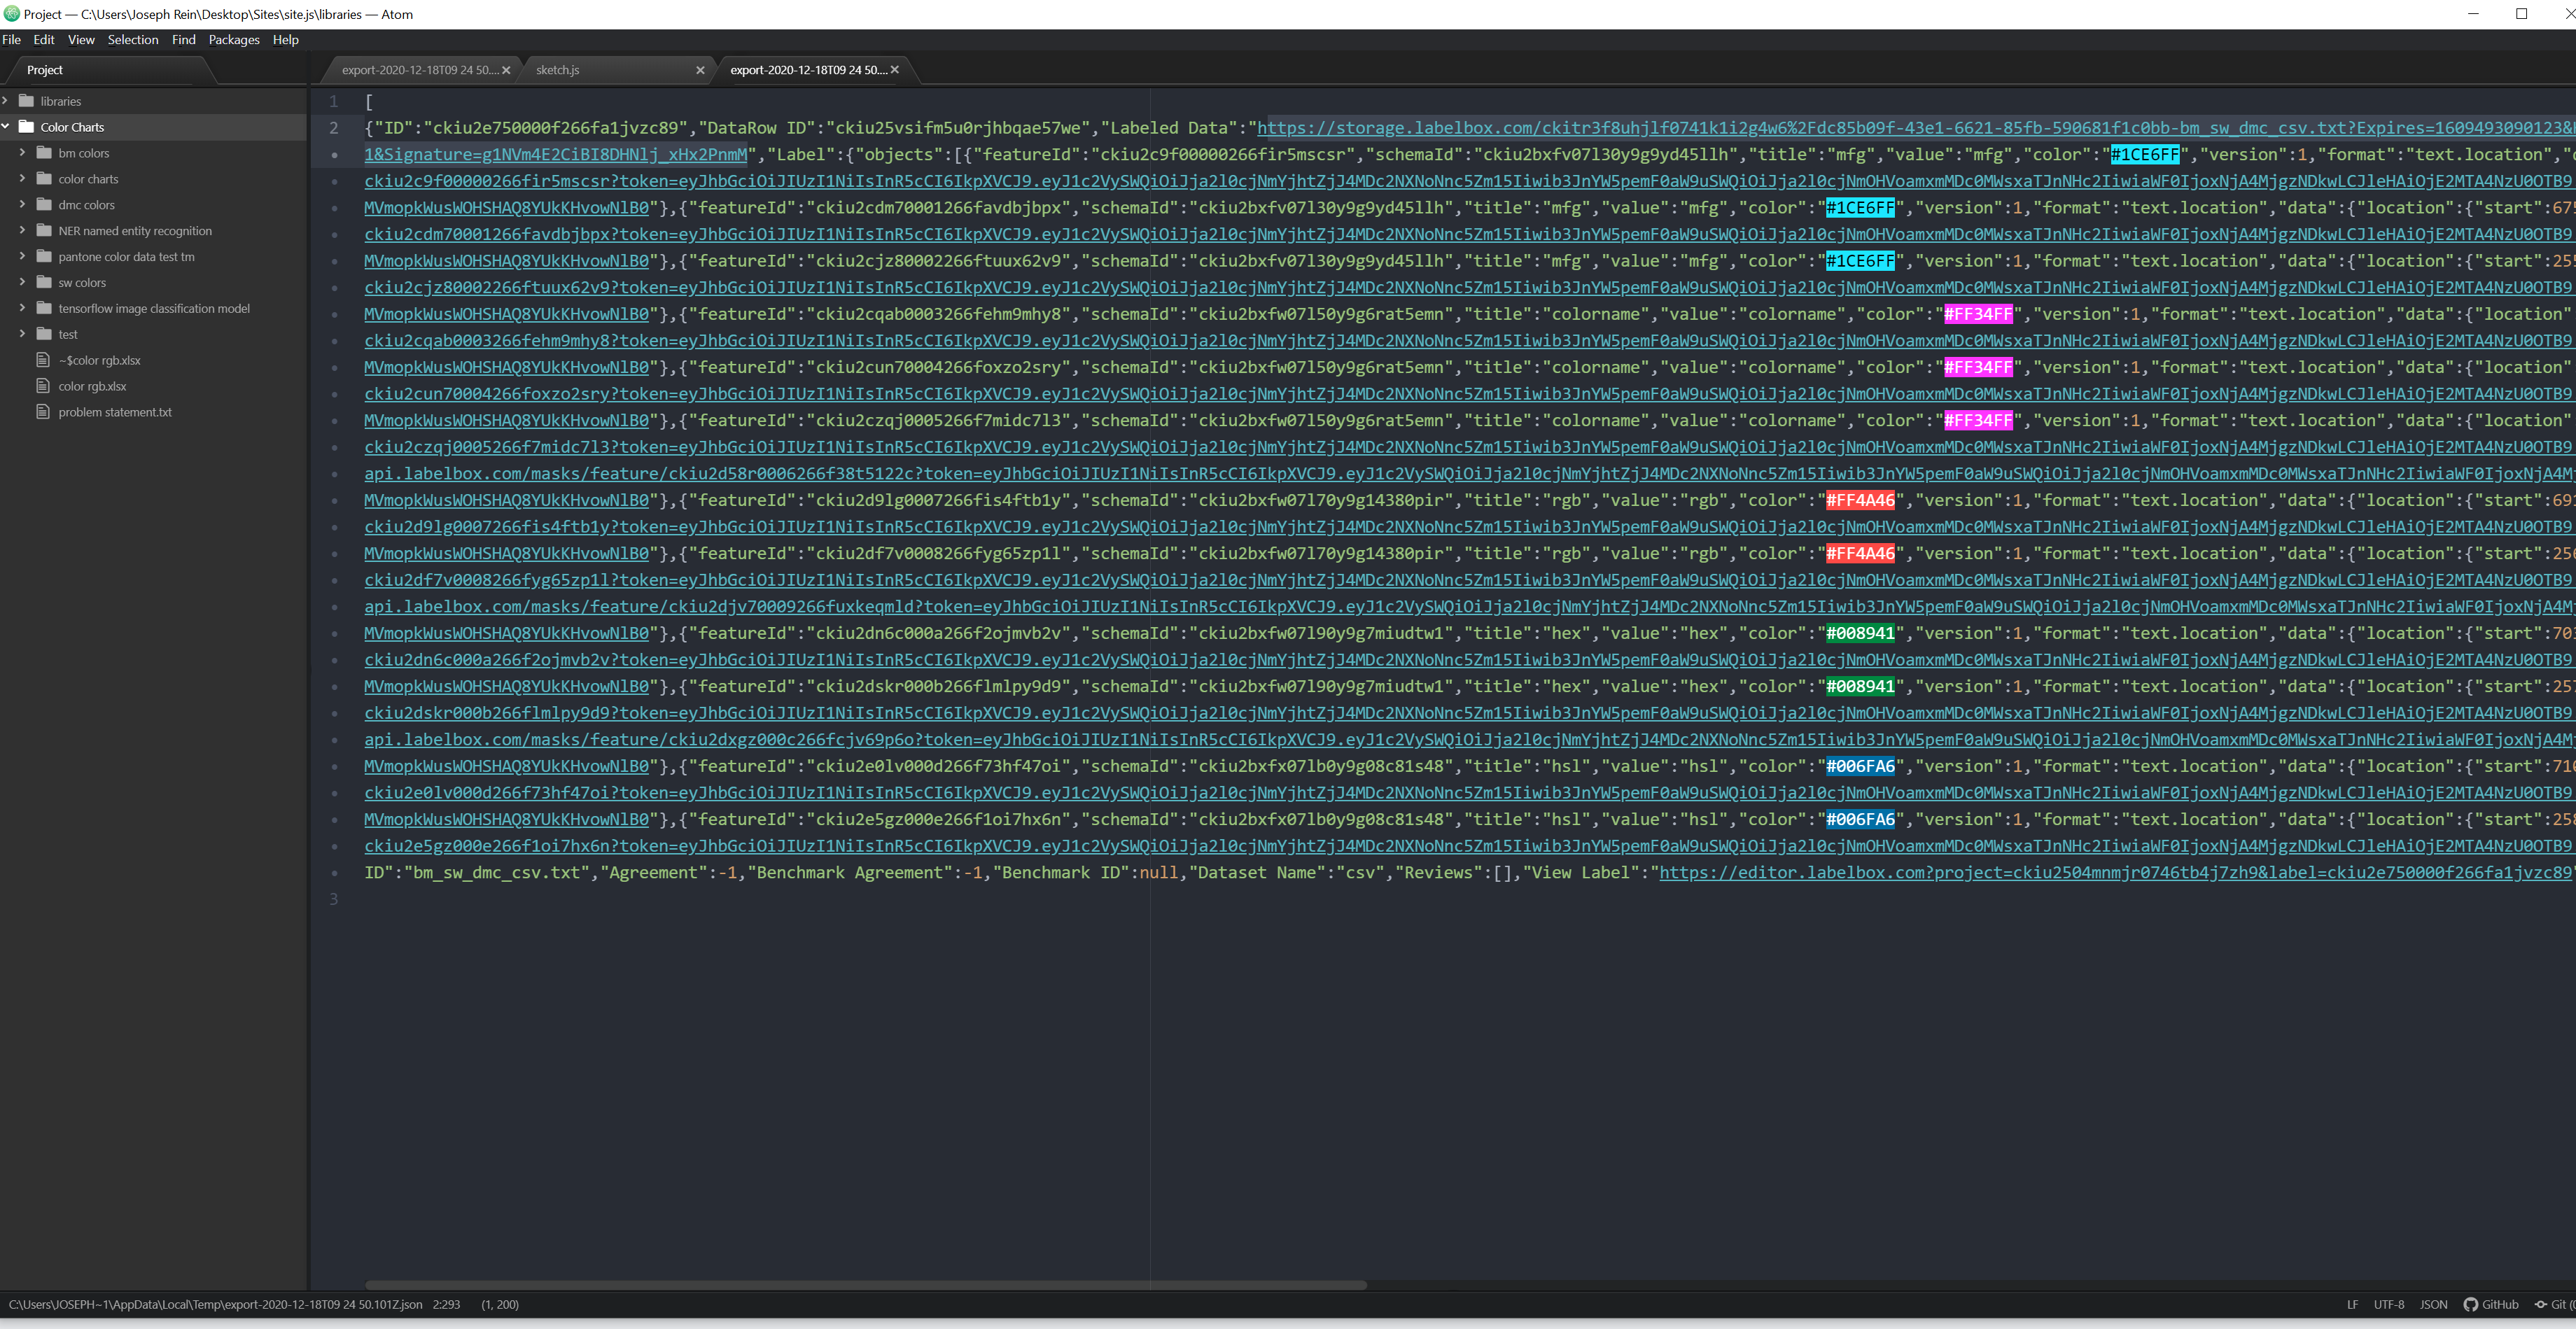 Project — C:\Users\Joseph Rein\Desktop\Sites\site.js\libraries — Atom
File Edit View Selection Find Packages Help
Project
export-2020-12-18T09 24 50....
sketch.js
export-2020-12-18T09 24 50....
libraries
Color Charts
bm colors
color charts
dmc colors
NER named entity recognition
pantone color data test tm
sw colors
tensorflow image classification model
test
~$color rgb.xlsx
color rgb.xlsx
problem statement.txt
1 [
2 {"ID":"ckiu2e750000f266fa1jvzc89","DataRow ID":"ckiu25vsifm5u0rjhbqae57we","Labeled Data":"https://storage.labelbox.com/ckitr3f8uhjlf0741k1i2g4w6%2Fdc85b09f-43e1-6621-85fb-590681f1c0bb-bm_sw_dmc_csv.txt?Expires=1609493090123&
1&Signature=g1NVm4E2CiBI8DHNlj_xHx2PnmM","Label":{"objects":[{"featureId":"ckiu2c9f00000266fir5mscsr","schemaId":"ckiu2bxfv07l30y9g9yd45llh","title":"mfg","value":"mfg","color":"#1CE6FF","version":1,"format":"text.location","
ckiu2c9f00000266fir5mscsr?token=eyJhbGciOiJIUzI1NiIsInR5cCI6IkpXVCJ9.eyJ1c2VySWQiOiJja2l0cjNmYjhtZjJ4MDc2NXNoNnc5Zm15Iiwib3JnYW5pemF0aW9uSWQiOiJja2l0cjNmOHVoamxmMDc0MWsxaTJnNHc2IiwiaWF0IjoxNjA4MjgzNDkwLCJleHAiOjE2MTA4NzU0OTB9
MVmopkWusWOHSHAQ8YUkKHvowNlB0"},{"featureId":"ckiu2cdm70001266favdbjbpx","schemaId":"ckiu2bxfv07l30y9g9yd45llh","title":"mfg","value":"mfg","color":"#1CE6FF","version":1,"format":"text.location","data":{"location":{"start":675
ckiu2cdm70001266favdbjbpx?token=eyJhbGciOiJIUzI1NiIsInR5cCI6IkpXVCJ9.eyJ1c2VySWQiOiJja2l0cjNmYjhtZjJ4MDc2NXNoNnc5Zm15Iiwib3JnYW5pemF0aW9uSWQiOiJja2l0cjNmOHVoamxmMDc0MWsxaTJnNHc2IiwiaWF0IjoxNjA4MjgzNDkwLCJleHAiOjE2MTA4NzU0OTB9
MVmopkWusWOHSHAQ8YUkKHvowNlB0"},{"featureId":"ckiu2cjz80002266ftuux62v9","schemaId":"ckiu2bxfv07l30y9g9yd45llh","title":"mfg","value":"mfg","color":"#1CE6FF","version":1,"format":"text.location","data":{"location":{"start":255
ckiu2cjz80002266ftuux62v9?token=eyJhbGciOiJIUzI1NiIsInR5cCI6IkpXVCJ9.eyJ1c2VySWQiOiJja2l0cjNmYjhtZjJ4MDc2NXNoNnc5Zm15Iiwib3JnYW5pemF0aW9uSWQiOiJja2l0cjNmOHVoamxmMDc0MWsxaTJnNHc2IiwiaWF0IjoxNjA4MjgzNDkwLCJleHAiOjE2MTA4NzU0OTB9
MVmopkWusWOHSHAQ8YUkKHvowNlB0"},{"featureId":"ckiu2cqab0003266fehm9mhy8","schemaId":"ckiu2bxfw07l50y9g6rat5emn","title":"colorname","value":"colorname","color":"#FF34FF","version":1,"format":"text.location","data":{"location"
ckiu2cqab0003266fehm9mhy8?token=eyJhbGciOiJIUzI1NiIsInR5cCI6IkpXVCJ9.eyJ1c2VySWQiOiJja2l0cjNmYjhtZjJ4MDc2NXNoNnc5Zm15Iiwib3JnYW5pemF0aW9uSWQiOiJja2l0cjNmOHVoamxmMDc0MWsxaTJnNHc2IiwiaWF0IjoxNjA4MjgzNDkwLCJleHAiOjE2MTA4NzU0OTB9
MVmopkWusWOHSHAQ8YUkKHvowNlB0"},{"featureId":"ckiu2cun70004266foxzo2sry","schemaId":"ckiu2bxfw07l50y9g6rat5emn","title":"colorname","value":"colorname","color":"#FF34FF","version":1,"format":"text.location","data":{"location"
ckiu2cun70004266foxzo2sry?token=eyJhbGciOiJIUzI1NiIsInR5cCI6IkpXVCJ9.eyJ1c2VySWQiOiJja2l0cjNmYjhtZjJ4MDc2NXNoNnc5Zm15Iiwib3JnYW5pemF0aW9uSWQiOiJja2l0cjNmOHVoamxmMDc0MWsxaTJnNHc2IiwiaWF0IjoxNjA4MjgzNDkwLCJleHAiOjE2MTA4NzU0OTB9
MVmopkWusWOHSHAQ8YUkKHvowNlB0"},{"featureId":"ckiu2czqj0005266f7midc7l3","schemaId":"ckiu2bxfw07l50y9g6rat5emn","title":"colorname","value":"colorname","color":"#FF34FF","version":1,"format":"text.location","data":{"location"
ckiu2czqj0005266f7midc7l3?token=eyJhbGciOiJIUzI1NiIsInR5cCI6IkpXVCJ9.eyJ1c2VySWQiOiJja2l0cjNmYjhtZjJ4MDc2NXNoNnc5Zm15Iiwib3JnYW5pemF0aW9uSWQiOiJja2l0cjNmOHVoamxmMDc0MWsxaTJnNHc2IiwiaWF0IjoxNjA4MjgzNDkwLCJleHAiOjE2MTA4NzU0OTB9
api.labelbox.com/masks/feature/ckiu2d58r0006266f38t5122c?token=eyJhbGciOiJIUzI1NiIsInR5cCI6IkpXVCJ9.eyJ1c2VySWQiOiJja2l0cjNmYjhtZjJ4MDc2NXNoNnc5Zm15Iiwib3JnYW5pemF0aW9uSWQiOiJja2l0cjNmOHVoamxmMDc0MWsxaTJnNHc2IiwiaWF0IjoxNjA4Mj
MVmopkWusWOHSHAQ8YUkKHvowNlB0"},{"featureId":"ckiu2d9lg0007266fis4ftb1y","schemaId":"ckiu2bxfw07l70y9g14380pir","title":"rgb","value":"rgb","color":"#FF4A46","version":1,"format":"text.location","data":{"location":{"start":691
ckiu2d9lg0007266fis4ftb1y?token=eyJhbGciOiJIUzI1NiIsInR5cCI6IkpXVCJ9.eyJ1c2VySWQiOiJja2l0cjNmYjhtZjJ4MDc2NXNoNnc5Zm15Iiwib3JnYW5pemF0aW9uSWQiOiJja2l0cjNmOHVoamxmMDc0MWsxaTJnNHc2IiwiaWF0IjoxNjA4MjgzNDkwLCJleHAiOjE2MTA4NzU0OTB9
MVmopkWusWOHSHAQ8YUkKHvowNlB0"},{"featureId":"ckiu2df7v0008266fyg65zp1l","schemaId":"ckiu2bxfw07l70y9g14380pir","title":"rgb","value":"rgb","color":"#FF4A46","version":1,"format":"text.location","data":{"location":{"start":256
ckiu2df7v0008266fyg65zp1l?token=eyJhbGciOiJIUzI1NiIsInR5cCI6IkpXVCJ9.eyJ1c2VySWQiOiJja2l0cjNmYjhtZjJ4MDc2NXNoNnc5Zm15Iiwib3JnYW5pemF0aW9uSWQiOiJja2l0cjNmOHVoamxmMDc0MWsxaTJnNHc2IiwiaWF0IjoxNjA4MjgzNDkwLCJleHAiOjE2MTA4NzU0OTB9
api.labelbox.com/masks/feature/ckiu2djv70009266fuxkeqmld?token=eyJhbGciOiJIUzI1NiIsInR5cCI6IkpXVCJ9.eyJ1c2VySWQiOiJja2l0cjNmYjhtZjJ4MDc2NXNoNnc5Zm15Iiwib3JnYW5pemF0aW9uSWQiOiJja2l0cjNmOHVoamxmMDc0MWsxaTJnNHc2IiwiaWF0IjoxNjA4Mj
MVmopkWusWOHSHAQ8YUkKHvowNlB0"},{"featureId":"ckiu2dn6c000a266f2ojmvb2v","schemaId":"ckiu2bxfw07l90y9g7miudtw1","title":"hex","value":"hex","color":"#008941","version":1,"format":"text.location","data":{"location":{"start":703
ckiu2dn6c000a266f2ojmvb2v?token=eyJhbGciOiJIUzI1NiIsInR5cCI6IkpXVCJ9.eyJ1c2VySWQiOiJja2l0cjNmYjhtZjJ4MDc2NXNoNnc5Zm15Iiwib3JnYW5pemF0aW9uSWQiOiJja2l0cjNmOHVoamxmMDc0MWsxaTJnNHc2IiwiaWF0IjoxNjA4MjgzNDkwLCJleHAiOjE2MTA4NzU0OTB9
MVmopkWusWOHSHAQ8YUkKHvowNlB0"},{"featureId":"ckiu2dskr000b266flmlpy9d9","schemaId":"ckiu2bxfw07l90y9g7miudtw1","title":"hex","value":"hex","color":"#008941","version":1,"format":"text.location","data":{"location":{"start":257
ckiu2dskr000b266flmlpy9d9?token=eyJhbGciOiJIUzI1NiIsInR5cCI6IkpXVCJ9.eyJ1c2VySWQiOiJja2l0cjNmYjhtZjJ4MDc2NXNoNnc5Zm15Iiwib3JnYW5pemF0aW9uSWQiOiJja2l0cjNmOHVoamxmMDc0MWsxaTJnNHc2IiwiaWF0IjoxNjA4MjgzNDkwLCJleHAiOjE2MTA4NzU0OTB9
api.labelbox.com/masks/feature/ckiu2dxgz000c266fcjv69p6o?token=eyJhbGciOiJIUzI1NiIsInR5cCI6IkpXVCJ9.eyJ1c2VySWQiOiJja2l0cjNmYjhtZjJ4MDc2NXNoNnc5Zm15Iiwib3JnYW5pemF0aW9uSWQiOiJja2l0cjNmOHVoamxmMDc0MWsxaTJnNHc2IiwiaWF0IjoxNjA4Mj
MVmopkWusWOHSHAQ8YUkKHvowNlB0"},{"featureId":"ckiu2e0lv000d266f73hf47oi","schemaId":"ckiu2bxfx07lb0y9g08c81s48","title":"hsl","value":"hsl","color":"#006FA6","version":1,"format":"text.location","data":{"location":{"start":710
ckiu2e0lv000d266f73hf47oi?token=eyJhbGciOiJIUzI1NiIsInR5cCI6IkpXVCJ9.eyJ1c2VySWQiOiJja2l0cjNmYjhtZjJ4MDc2NXNoNnc5Zm15Iiwib3JnYW5pemF0aW9uSWQiOiJja2l0cjNmOHVoamxmMDc0MWsxaTJnNHc2IiwiaWF0IjoxNjA4MjgzNDkwLCJleHAiOjE2MTA4NzU0OTB9
MVmopkWusWOHSHAQ8YUkKHvowNlB0"},{"featureId":"ckiu2e5gz000e266f1oi7hx6n","schemaId":"ckiu2bxfx07lb0y9g08c81s48","title":"hsl","value":"hsl","color":"#006FA6","version":1,"format":"text.location","data":{"location":{"start":258
ckiu2e5gz000e266f1oi7hx6n?token=eyJhbGciOiJIUzI1NiIsInR5cCI6IkpXVCJ9.eyJ1c2VySWQiOiJja2l0cjNmYjhtZjJ4MDc2NXNoNnc5Zm15Iiwib3JnYW5pemF0aW9uSWQiOiJja2l0cjNmOHVoamxmMDc0MWsxaTJnNHc2IiwiaWF0IjoxNjA4MjgzNDkwLCJleHAiOjE2MTA4NzU0OTB9
ID":"bm_sw_dmc_csv.txt","Agreement":-1,"Benchmark Agreement":-1,"Benchmark ID":null,"Dataset Name":"csv","Reviews":[],"View Label":"https://editor.labelbox.com?project=ckiu2504mnmjr0746tb4j7zh9&label=ckiu2e750000f266fa1jvzc89"
3
C:\Users\JOSEPH~1\AppData\Local\Temp\export-2020-12-18T09 24 50.101Z.json 2:293 (1, 200)
LF UTF-8 JSON GitHub Git (